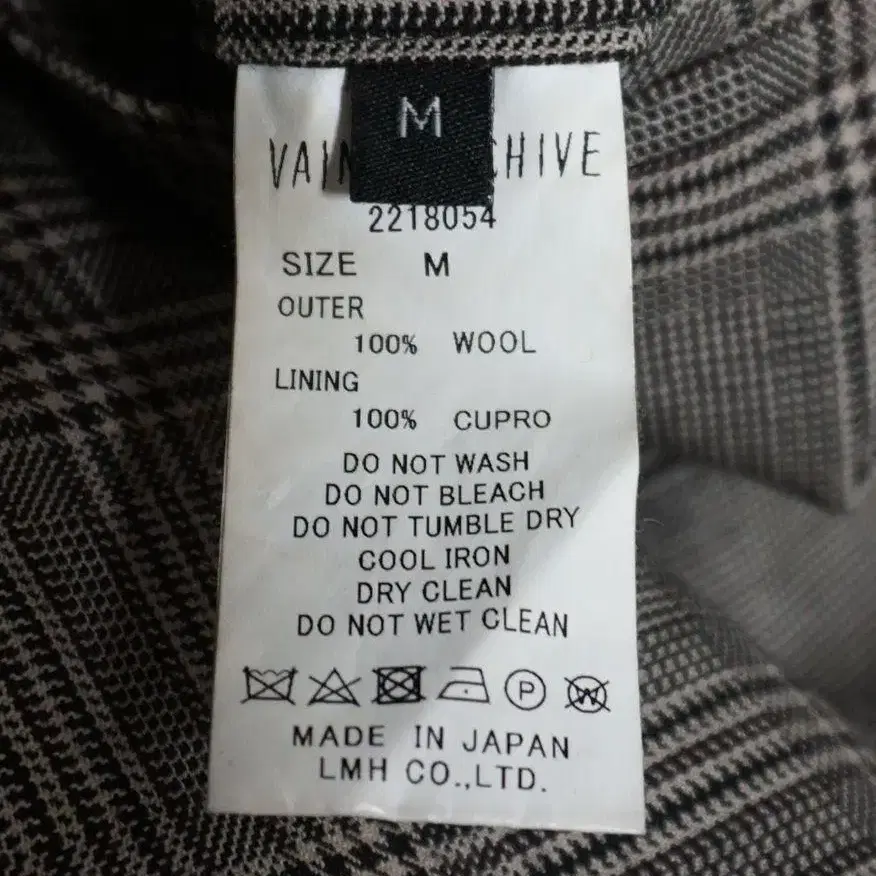 M
VAIN CHIVE
2218054
SIZE M
OUTER
100% WOOL
LINING
100% CUPRO
DO NOT WASH
DO NOT BLEACH
DO NOT TUMBLE DRY
COOL IRON
DRY CLEAN
DO NOT WET CLEAN
P W
MADE IN JAPAN
LMH CO.,LTD.